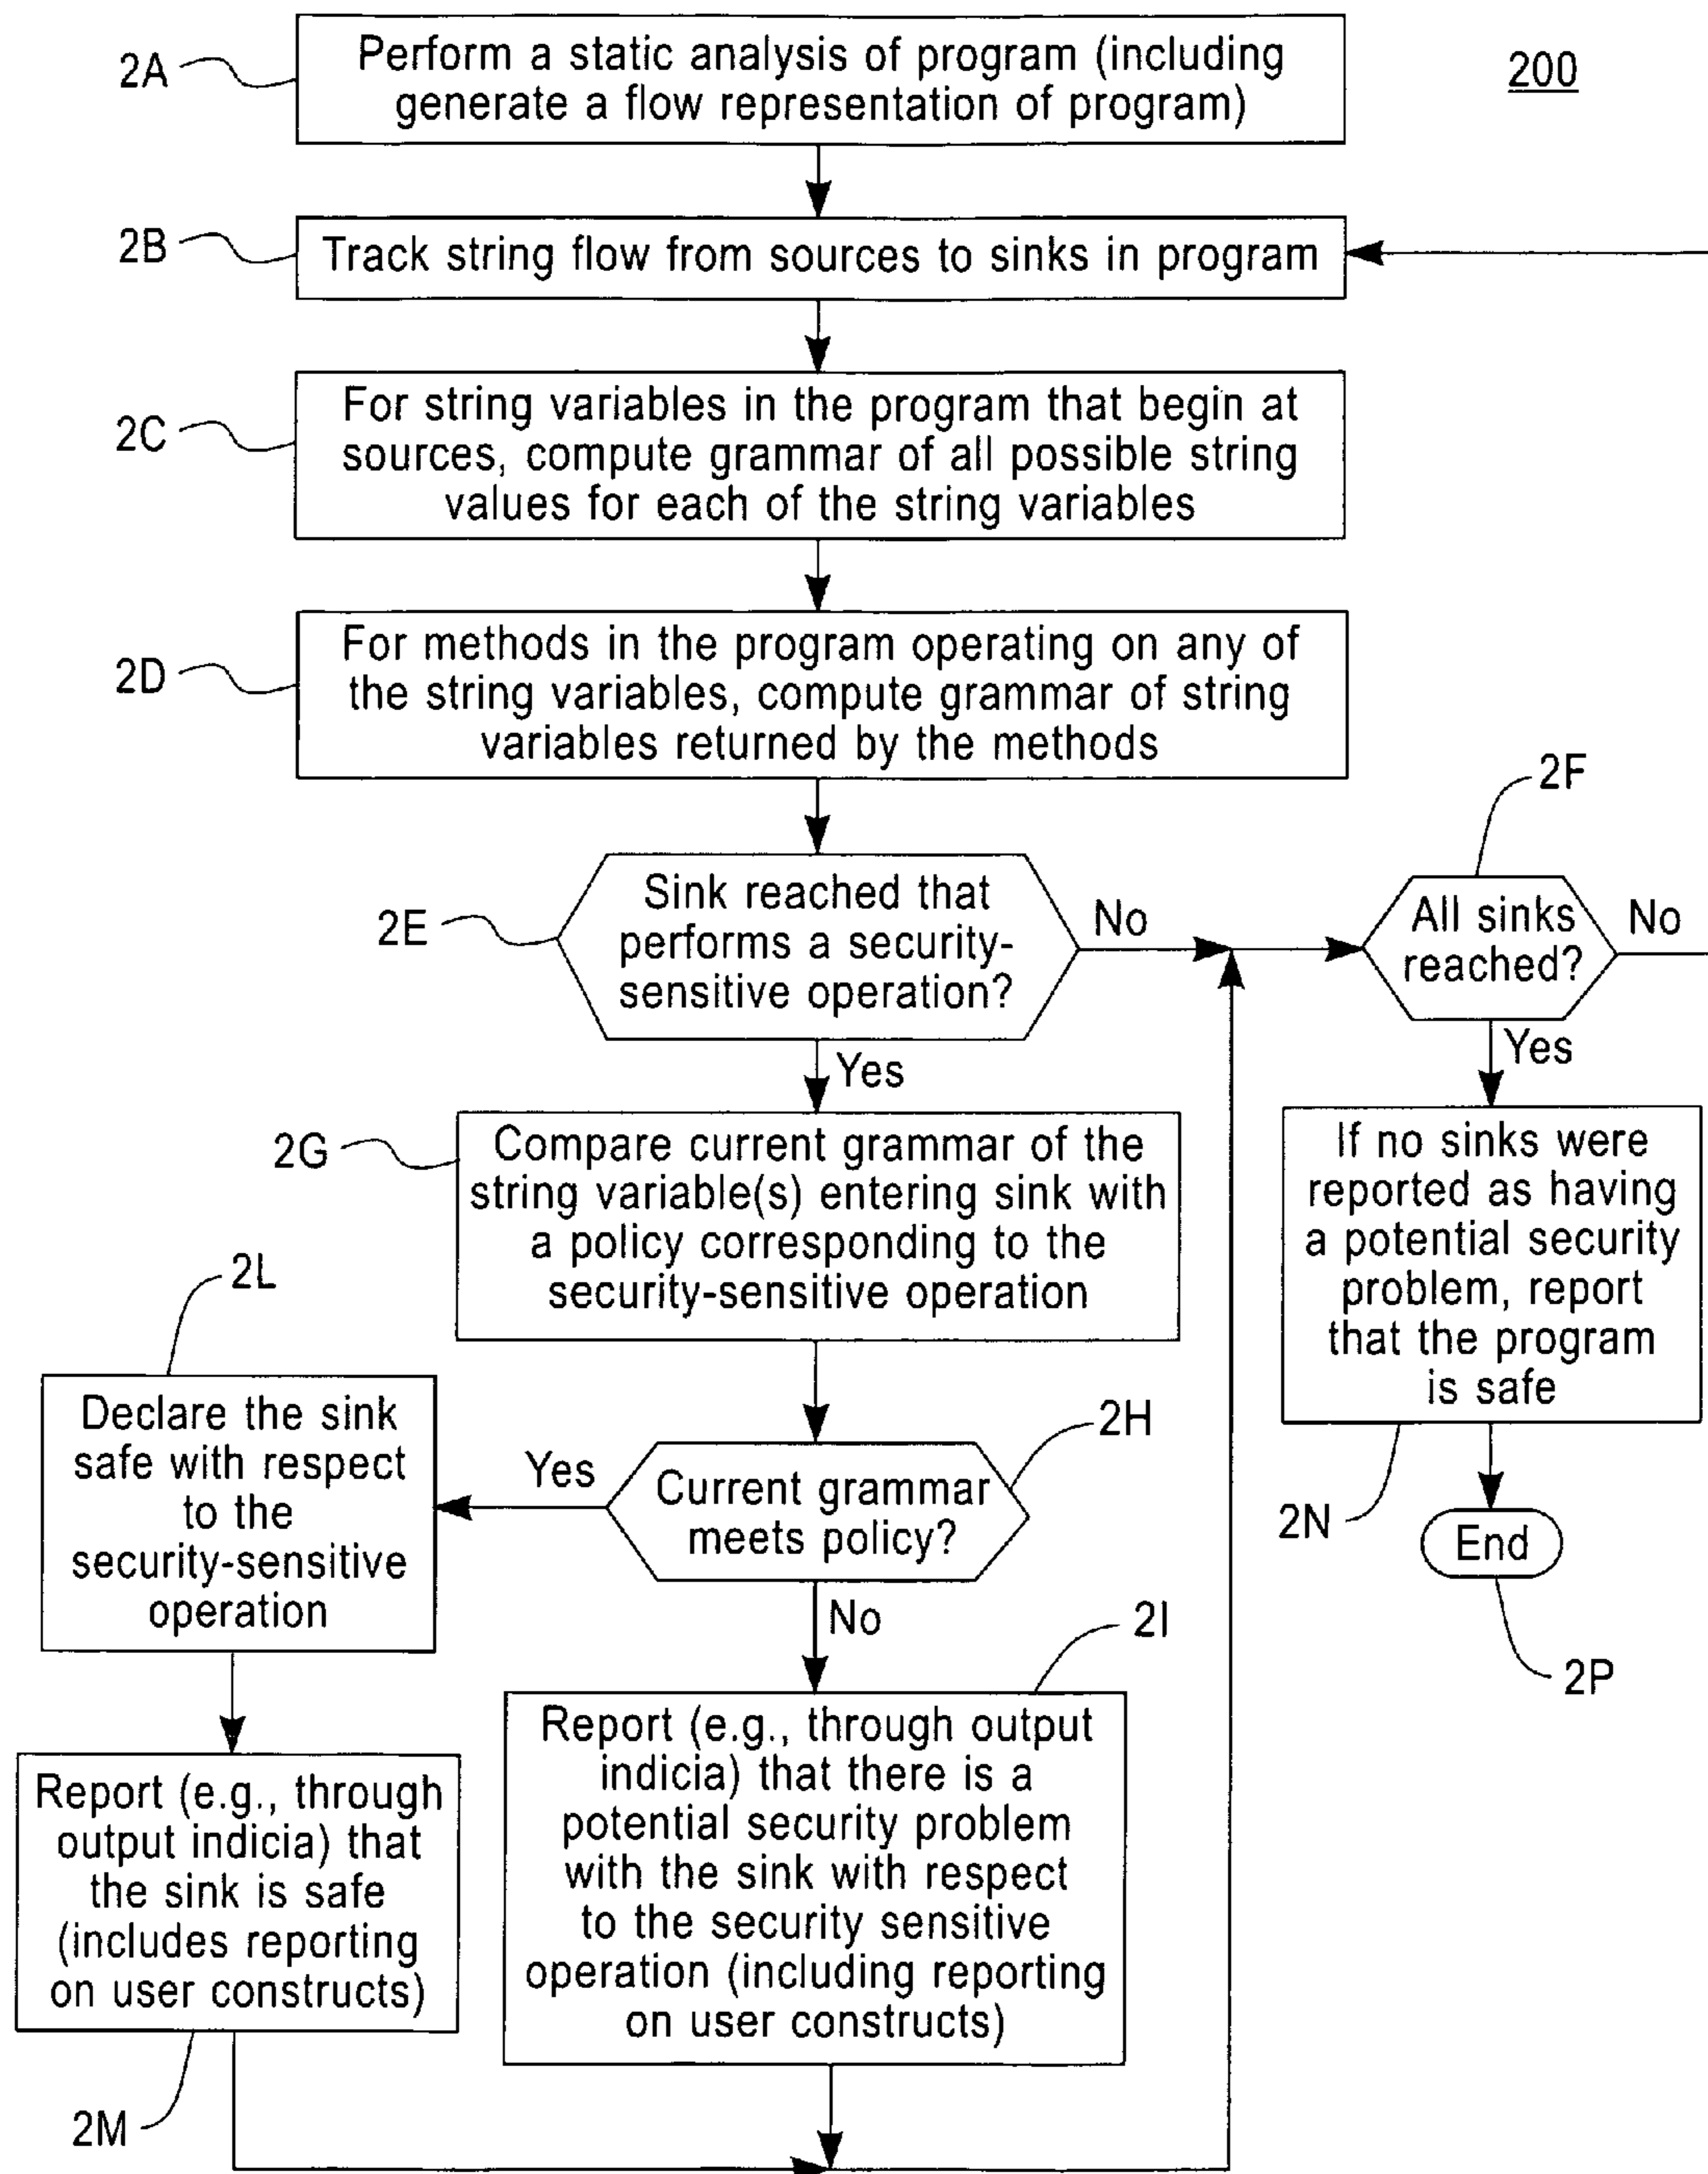 200
2A
Perform a static analysis of program (including
generate a flow representation of program)
2B
Track string flow from sources to sinks in program
2C
For string variables in the program that begin at
sources, compute grammar of all possible string
values for each of the string variables
2D
For methods in the program operating on any of
the string variables, compute grammar of string
variables returned by the methods
2E
Sink reached that
performs a security-
sensitive operation?
No
2F
All sinks
reached?
No
Yes
Yes
2G
Compare current grammar of the
string variable(s) entering sink with
a policy corresponding to the
security-sensitive operation
If no sinks were
reported as having
a potential security
problem, report
that the program
is safe
2N
End
2P
2H
Current grammar
meets policy?
Yes
No
2L
Declare the sink
safe with respect
to the
security-sensitive
operation
2I
Report (e.g., through output
indicia) that there is a
potential security problem
with the sink with respect
to the security sensitive
operation (including reporting
on user constructs)
Report (e.g., through
output indicia) that
the sink is safe
(includes reporting
on user constructs)
2M